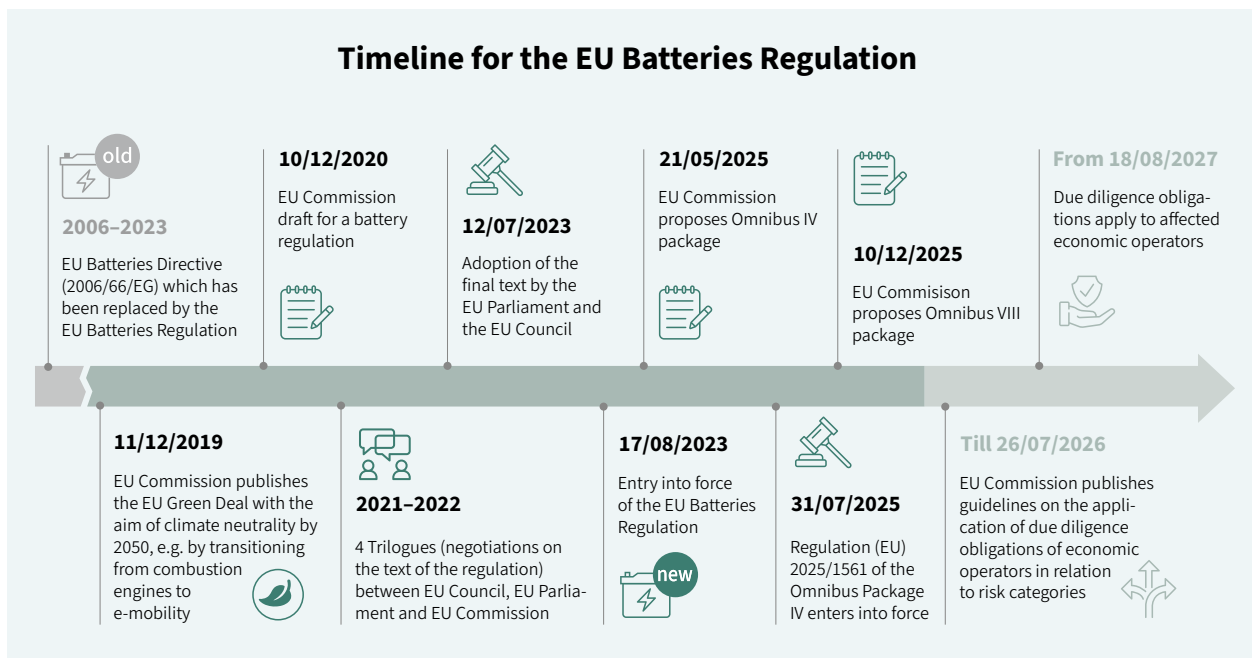 Timeline for the EU Batteries Regulation
old
2006–2023
EU Batteries Directive
(2006/66/EG) which has
been replaced by the
EU Batteries Regulation
11/12/2019
EU Commission publishes
the EU Green Deal with the
aim of climate neutrality by
2050, e.g. by transitioning
from combustion
engines to
e-mobility
10/12/2020
EU Commission
draft for a battery
regulation
2021–2022
4 Trilogues (negotiations on
the text of the regulation)
between EU Council, EU Parlia-
ment and EU Commission
12/07/2023
Adoption of the
final text by the
EU Parliament and
the EU Council
17/08/2023
Entry into force
of the EU Batteries
Regulation
new
21/05/2025
EU Commission
proposes Omnibus IV
package
31/07/2025
Regulation (EU)
2025/1561 of the
Omnibus Package
IV enters into force
10/12/2025
EU Commisison
proposes Omnibus VIII
package
Till 26/07/2026
EU Commission publishes
guidelines on the appli-
cation of due diligence
obligations of economic
operators in relation
to risk categories
From 18/08/2027
Due diligence obliga-
tions apply to affected
economic operators